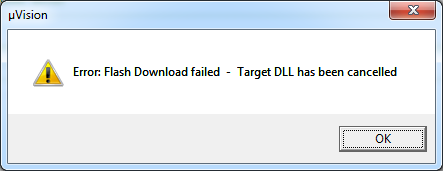 µVision
Error: Flash Download failed  -  Target DLL has been cancelled
OK